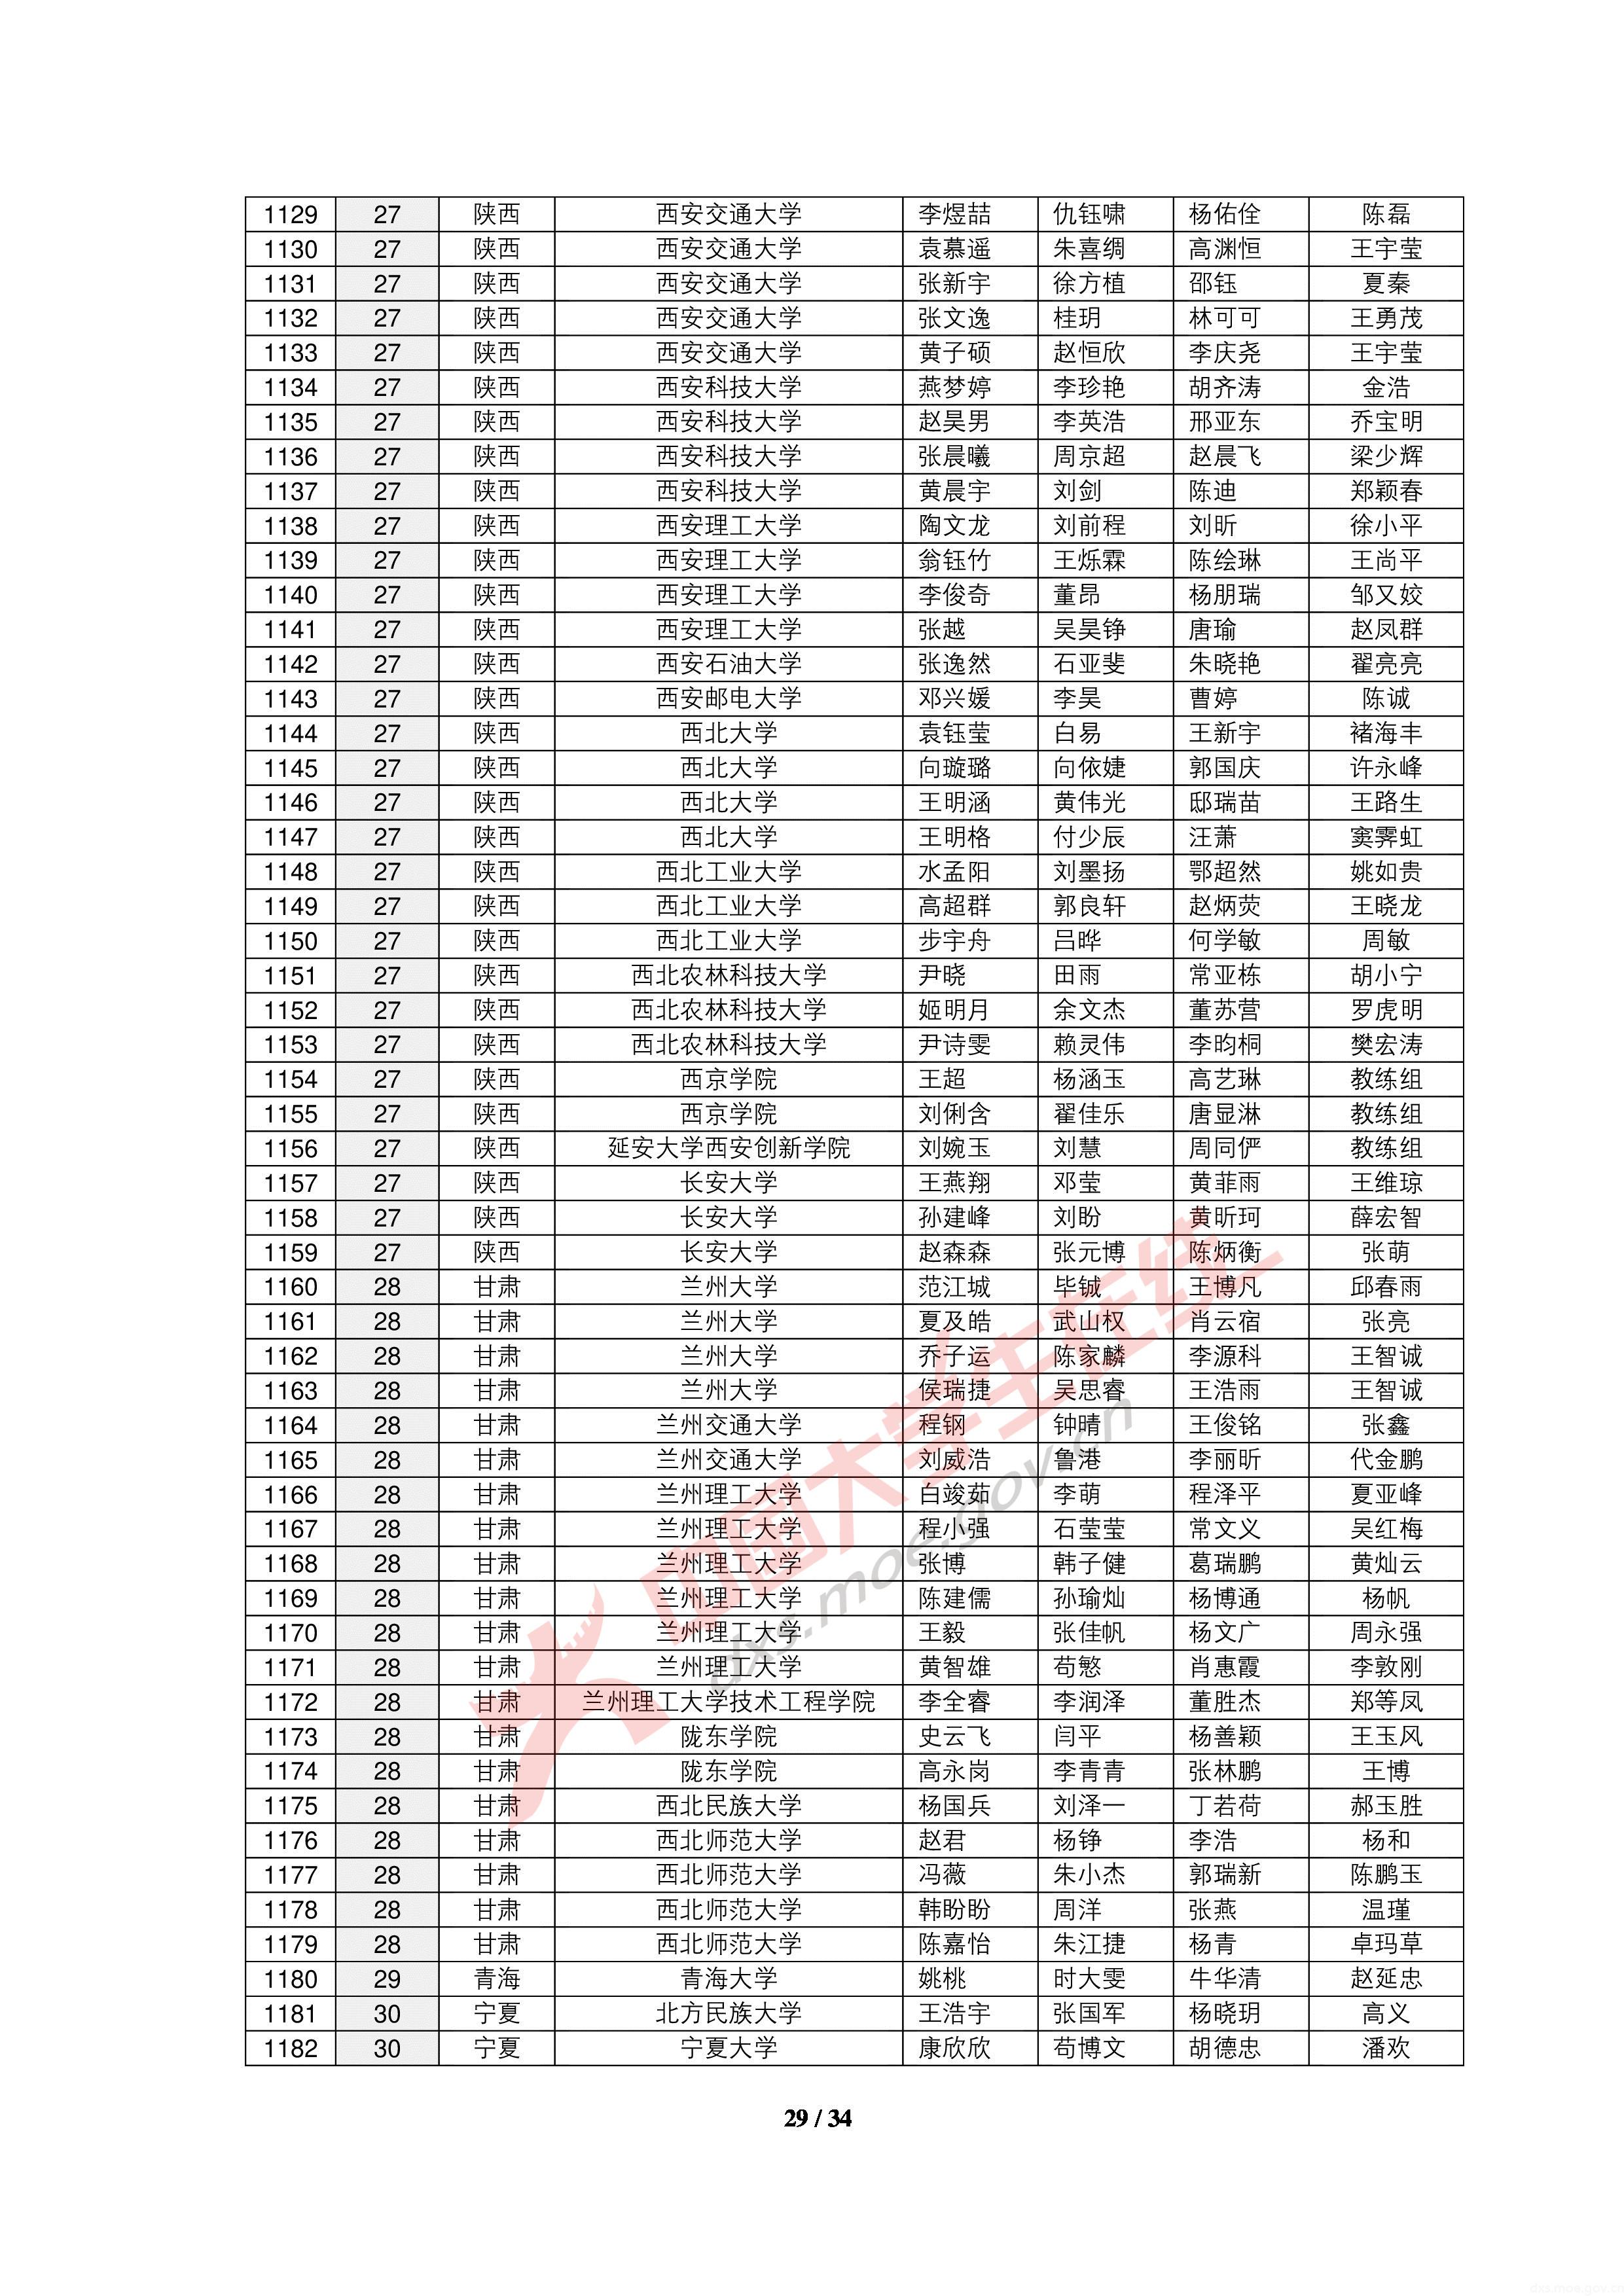 1129 27 陕西 西安交通大学 李煜喆 仇钰啸 杨佑佺 陈磊
1130 27 陕西 西安交通大学 袁慕遥 朱喜绸 高渊恒 王宇莹
1131 27 陕西 西安交通大学 张新宇 徐方植 邵钰 夏秦
1132 27 陕西 西安交通大学 张文逸 桂玥 林可可 王勇茂
1133 27 陕西 西安交通大学 黄子硕 赵恒欣 李庆尧 王宇莹
1134 27 陕西 西安科技大学 燕梦婷 李珍艳 胡齐涛 金浩
1135 27 陕西 西安科技大学 赵昊男 李英浩 邢亚东 乔宝明
1136 27 陕西 西安科技大学 张晨曦 周京超 赵晨飞 梁少辉
1137 27 陕西 西安科技大学 黄晨宇 刘剑 陈迪 郑颖春
1138 27 陕西 西安理工大学 陶文龙 刘前程 刘昕 徐小平
1139 27 陕西 西安理工大学 翁钰竹 王烁霖 陈绘琳 王尚平
1140 27 陕西 西安理工大学 李俊奇 董昂 杨朋瑞 邹又姣
1141 27 陕西 西安理工大学 张越 吴昊铮 唐瑜 赵凤群
1142 27 陕西 西安石油大学 张逸然 石亚斐 朱晓艳 翟亮亮
1143 27 陕西 西安邮电大学 邓兴媛 李昊 曹婷 陈诚
1144 27 陕西 西北大学 袁钰莹 白易 王新宇 褚海丰
1145 27 陕西 西北大学 向璇璐 向依婕 郭国庆 许永峰
1146 27 陕西 西北大学 王明涵 黄伟光 邸瑞苗 王路生
1147 27 陕西 西北大学 王明格 付少辰 汪萧 窦霁虹
1148 27 陕西 西北工业大学 水孟阳 刘墨扬 鄂超然 姚如贵
1149 27 陕西 西北工业大学 高超群 郭良轩 赵炳荧 王晓龙
1150 27 陕西 西北工业大学 步宇舟 吕晔 何学敏 周敏
1151 27 陕西 西北农林科技大学 尹晓 田雨 常亚栋 胡小宁
1152 27 陕西 西北农林科技大学 姬明月 余文杰 董苏营 罗虎明
1153 27 陕西 西北农林科技大学 尹诗雯 赖灵伟 李昀桐 樊宏涛
1154 27 陕西 西京学院 王超 杨涵玉 高艺琳 教练组
1155 27 陕西 西京学院 刘俐含 翟佳乐 唐显淋 教练组
1156 27 陕西 延安大学西安创新学院 刘婉玉 刘慧 周同俨 教练组
1157 27 陕西 长安大学 王燕翔 邓莹 黄菲雨 王维琼
1158 27 陕西 长安大学 孙建峰 刘盼 黄昕珂 薛宏智
1159 27 陕西 长安大学 赵森森 张元博 陈炳衡 张萌
1160 28 甘肃 兰州大学 范江城 毕铖 王博凡 邱春雨
1161 28 甘肃 兰州大学 夏及皓 武山权 肖云宿 张亮
1162 28 甘肃 兰州大学 乔子运 陈家麟 李源科 王智诚
1163 28 甘肃 兰州大学 侯瑞捷 吴思睿 王浩雨 王智诚
1164 28 甘肃 兰州交通大学 程钢 钟晴 王俊铭 张鑫
1165 28 甘肃 兰州交通大学 刘威浩 鲁港 李丽昕 代金鹏
1166 28 甘肃 兰州理工大学 白竣茹 李萌 程泽平 夏亚峰
1167 28 甘肃 兰州理工大学 程小强 石莹莹 常文义 吴红梅
1168 28 甘肃 兰州理工大学 张博 韩子健 葛瑞鹏 黄灿云
1169 28 甘肃 兰州理工大学 陈建儒 孙瑜灿 杨博通 杨帆
1170 28 甘肃 兰州理工大学 王毅 张佳帆 杨文广 周永强
1171 28 甘肃 兰州理工大学 黄智雄 苟慜 肖惠霞 李敦刚
1172 28 甘肃 兰州理工大学技术工程学院 李全睿 李润泽 董胜杰 郑等凤
1173 28 甘肃 陇东学院 史云飞 闫平 杨善颖 王玉风
1174 28 甘肃 陇东学院 高永岗 李青青 张林鹏 王博
1175 28 甘肃 西北民族大学 杨国兵 刘泽一 丁若荷 郝玉胜
1176 28 甘肃 西北师范大学 赵君 杨铮 李浩 杨和
1177 28 甘肃 西北师范大学 冯薇 朱小杰 郭瑞新 陈鹏玉
1178 28 甘肃 西北师范大学 韩盼盼 周洋 张燕 温瑾
1179 28 甘肃 西北师范大学 陈嘉怡 朱江捷 杨青 卓玛草
1180 29 青海 青海大学 姚桃 时大雯 牛华清 赵延忠
1181 30 宁夏 北方民族大学 王浩宇 张国军 杨晓玥 高义
1182 30 宁夏 宁夏大学 康欣欣 苟博文 胡德忠 潘欢
中国大学生在线
dxs.moe.gov.cn
29 / 34